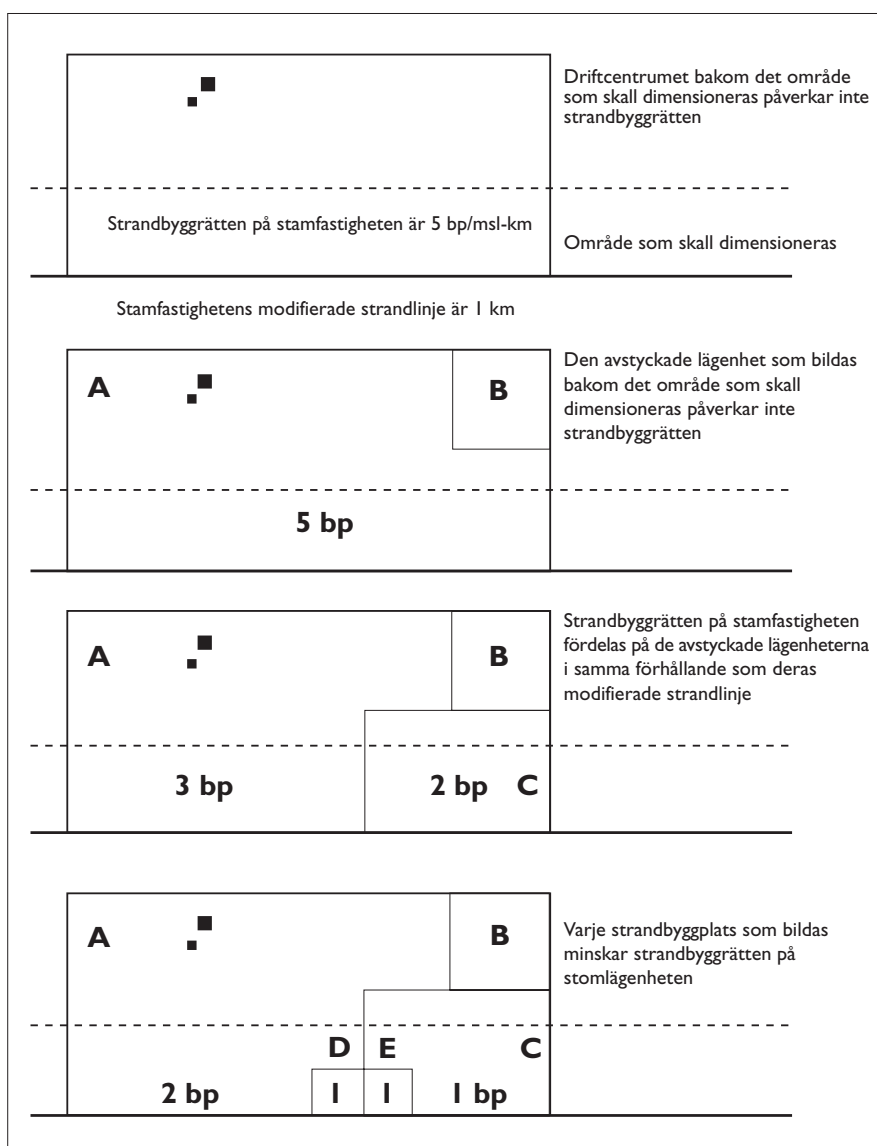 Driftcentrumet bakom det område
som skall dimensioneras påverkar inte
strandbyggrätten
Strandbyggrätten på stamfastigheten är 5 bp/msl-km
Område som skall dimensioneras
Stamfastighetens modifierade strandlinje är 1 km
A
B
Den avstyckade lägenhet som bildas
bakom det område som skall
dimensioneras påverkar inte
strandbyggrätten
5 bp
A
B
Strandbyggrätten på stamfastigheten
fördelas på de avstyckade lägenheterna
i samma förhållande som deras
modifierade strandlinje
3 bp
2 bp C
A
B
Varje strandbyggplats som bildas
minskar strandbyggrätten på
stomlägenheten
D E C
2 bp 1 1 1 bp